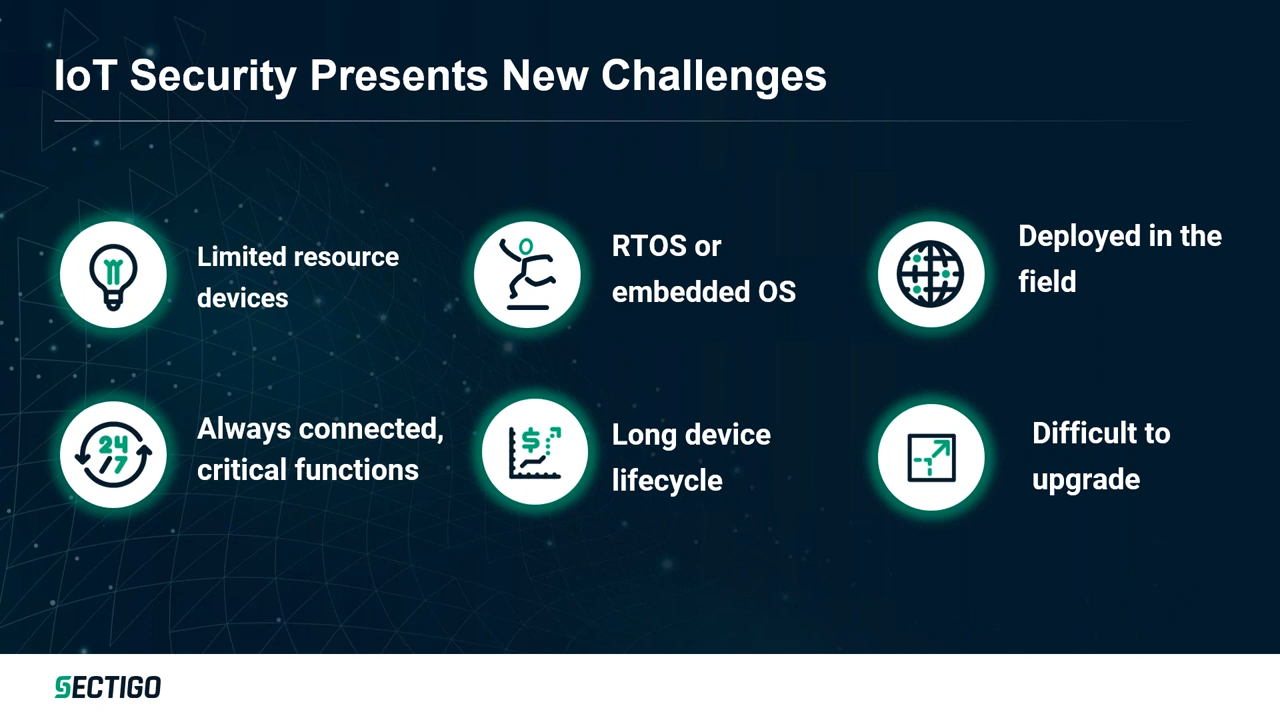 IoT Security Presents New Challenges
Limited resource
devices
RTOS or
embedded OS
Deployed in the
field
24
/7
Always connected,
critical functions
$
Long device
lifecycle
Difficult to
upgrade
SECTIGO